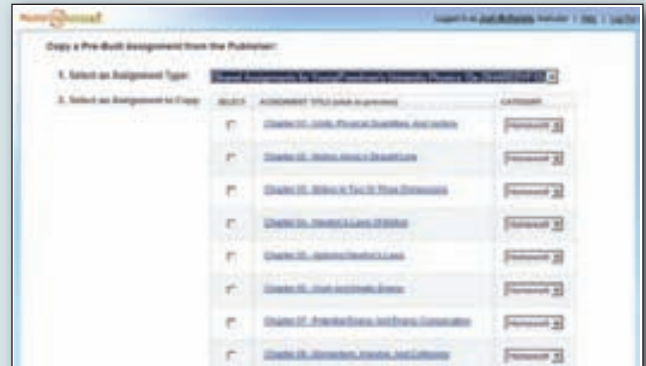 Copy a Pre-Built Assignment from the Publisher:
1. Select an Assignment Type:
2. Select an Assignment to Copy:
SELECT ASSIGNMENT TITLE (click to preview) CATEGORY
Chapter 01 - Units, Physical Quantities, And Vectors Homework
Chapter 02 - Motion Along A Straight Line Homework
Chapter 03 - Motion In Two Or Three Dimensions Homework
Chapter 04 - Newton's Laws Of Motion Homework
Chapter 05 - Applying Newton's Laws Homework
Chapter 06 - Work And Kinetic Energy Homework
Chapter 07 - Potential Energy And Energy Conservation Homework
Chapter 08 - Momentum, Impulse, And Collisions Homework